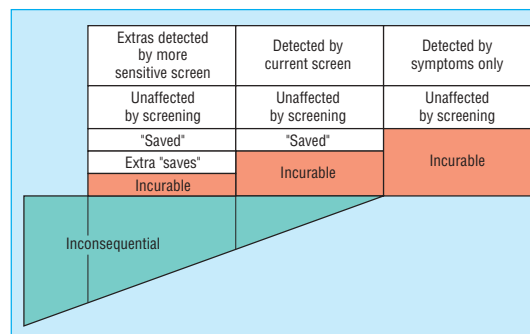 Extras detected
by more
sensitive screen
Detected by
current screen
Detected by
symptoms only
Unaffected
by screening
Unaffected
by screening
Unaffected
by screening
"Saved"
"Saved"
Extra "saves"
Incurable
Incurable
Incurable
Inconsequential